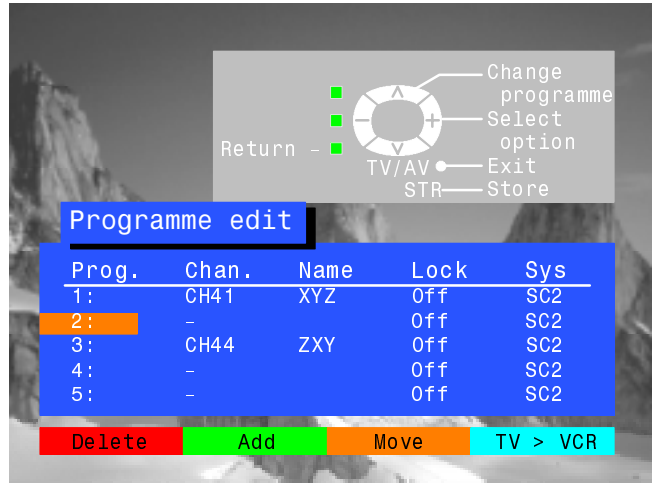 Change
programme
Select
option
Return –
TV/AV Exit
STR Store
Programme edit
Prog. Chan. Name Lock Sys
1: CH41 XYZ Off SC2
2: – Off SC2
3: CH44 ZXY Off SC2
4: – Off SC2
5: – Off SC2
Delete Add Move TV > VCR